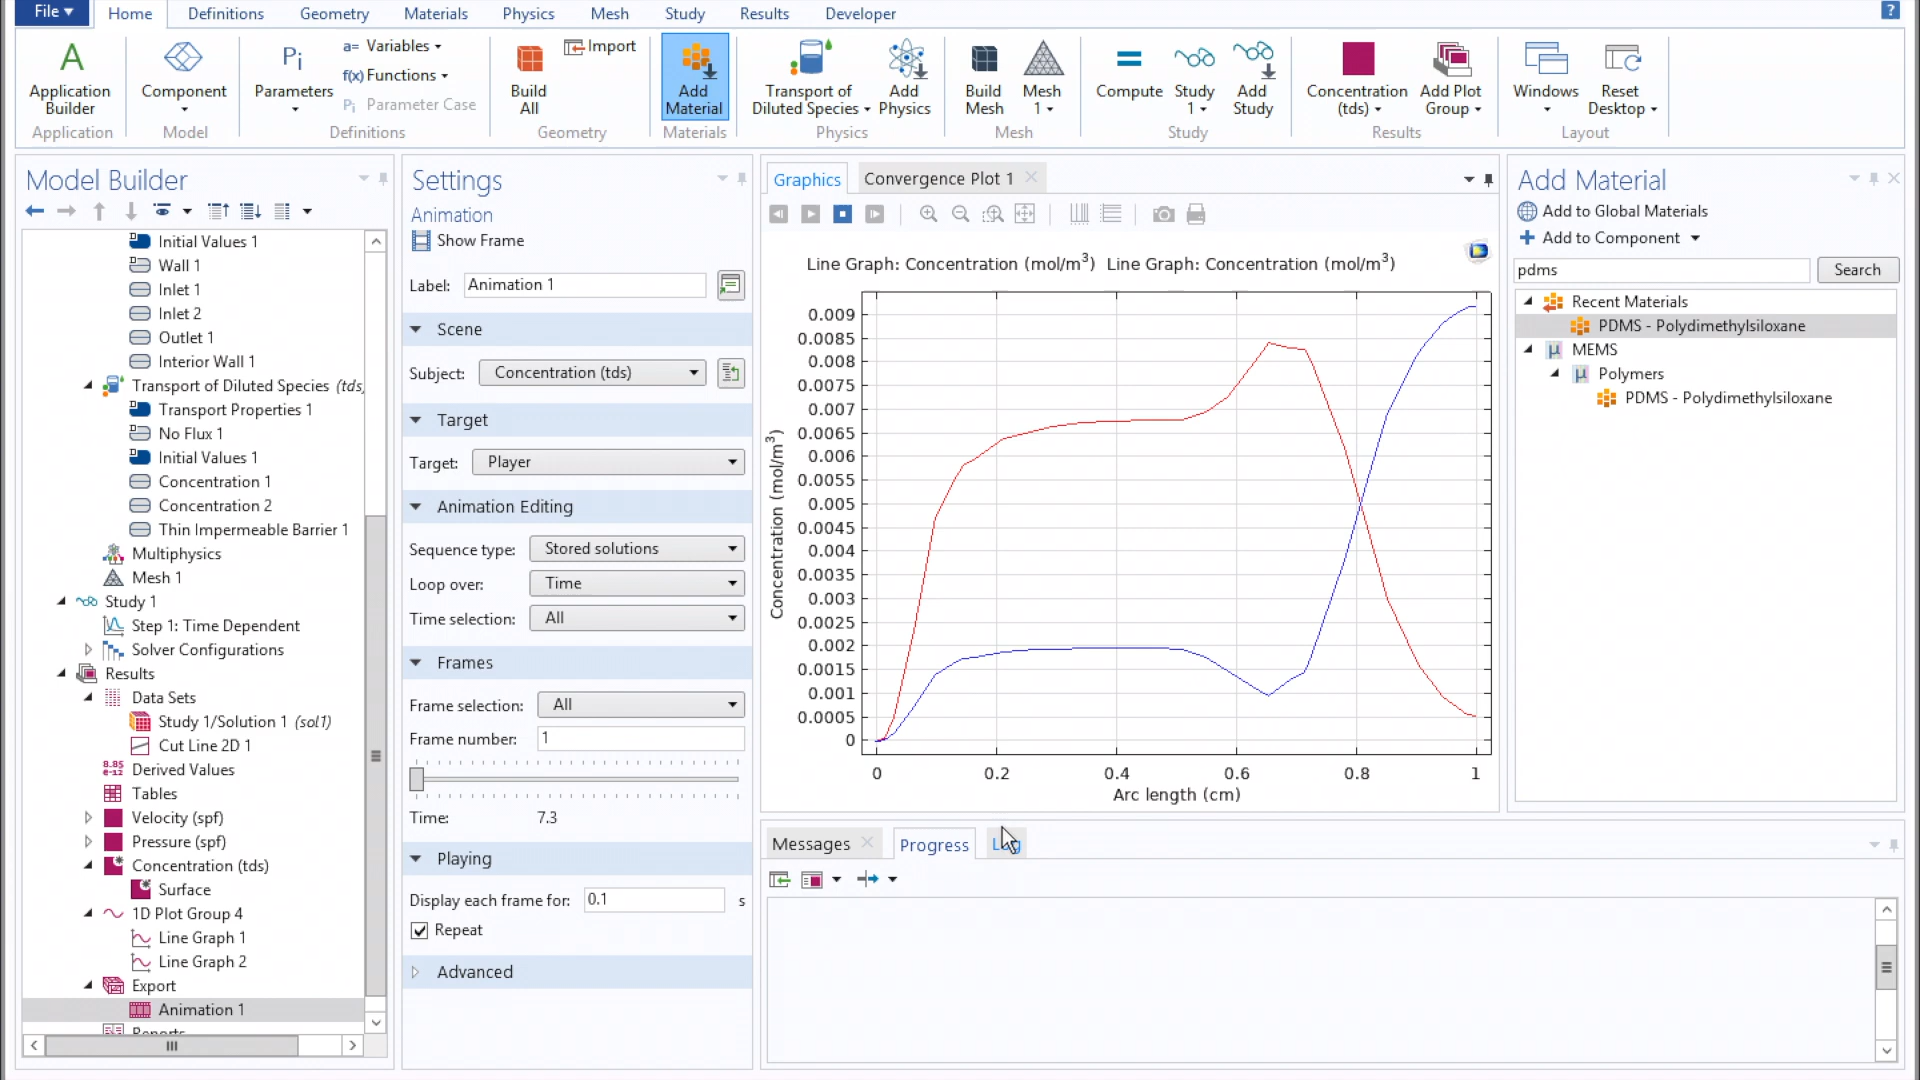 File
Home
Definitions
Geometry
Materials
Physics
Mesh
Study
Results
Developer
?
Application
Builder
Component
Parameters
a= Variables
f(x) Functions
Pi Parameter Case
Build
All
Import
Add
Material
Transport of
Diluted Species
Add
Physics
Build
Mesh
Mesh
1
Compute
Study
1
Add
Study
Concentration
(tds)
Add Plot
Group
Windows
Reset
Desktop
Application
Model
Definitions
Geometry
Materials
Physics
Mesh
Study
Results
Layout
Model Builder
Initial Values 1
Wall 1
Inlet 1
Inlet 2
Outlet 1
Interior Wall 1
Transport of Diluted Species (tds)
Transport Properties 1
No Flux 1
Initial Values 1
Concentration 1
Concentration 2
Thin Impermeable Barrier 1
Multiphysics
Mesh 1
Study 1
Step 1: Time Dependent
Solver Configurations
Results
Data Sets
Study 1/Solution 1 (sol1)
Cut Line 2D 1
8.85
e-12 Derived Values
Tables
Velocity (spf)
Pressure (spf)
Concentration (tds)
Surface
1D Plot Group 4
Line Graph 1
Line Graph 2
Export
Animation 1
Reports
Settings
Animation
Show Frame
Label: Animation 1
Scene
Subject: Concentration (tds)
Target
Target: Player
Animation Editing
Sequence type: Stored solutions
Loop over: Time
Time selection: All
Frames
Frame selection: All
Frame number: 1
Time: 7.3
Playing
Display each frame for: 0.1 s
Repeat
Advanced
Graphics
Convergence Plot 1
Line Graph: Concentration (mol/m³) Line Graph: Concentration (mol/m³)
Concentration (mol/m³)
0.009
0.0085
0.008
0.0075
0.007
0.0065
0.006
0.0055
0.005
0.0045
0.004
0.0035
0.003
0.0025
0.002
0.0015
0.001
0.0005
0
0 0.2 0.4 0.6 0.8 1
Arc length (cm)
Messages
Progress
Log
Add Material
Add to Global Materials
Add to Component
pdms
Search
Recent Materials
PDMS - Polydimethylsiloxane
μ MEMS
μ Polymers
PDMS - Polydimethylsiloxane